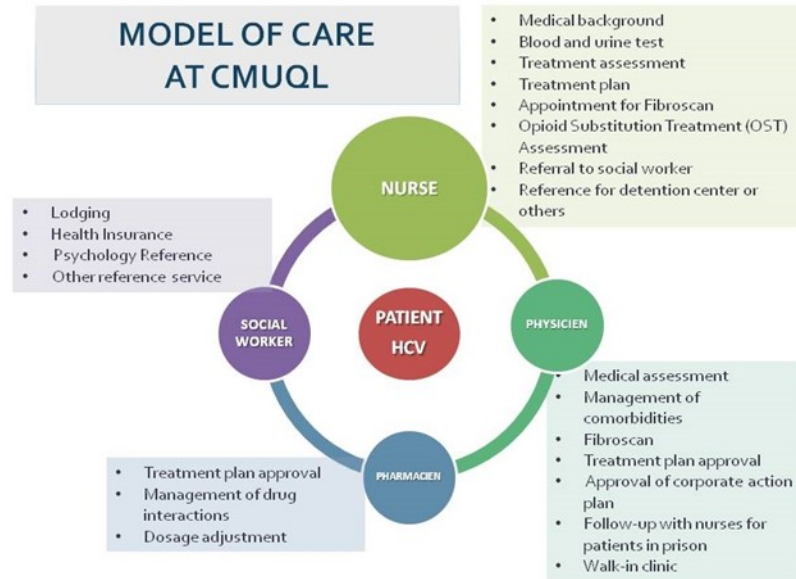 MODEL OF CARE
AT CMUQL
• Medical background
• Blood and urine test
• Treatment assessment
• Treatment plan
• Appointment for Fibroscan
• Opioid Substitution Treatment (OST)
Assessment
• Referral to social worker
• Reference for detention center or
others
NURSE
• Lodging
• Health Insurance
• Psychology Reference
• Other reference service
SOCIAL
WORKER
PATIENT
HCV
PHYSICIEN
• Medical assessment
• Management of
comorbidities
• Fibroscan
• Treatment plan approval
• Approval of corporate action
plan
• Follow-up with nurses for
patients in prison
• Walk-in clinic
PHARMACIEN
• Treatment plan approval
• Management of drug
interactions
• Dosage adjustment